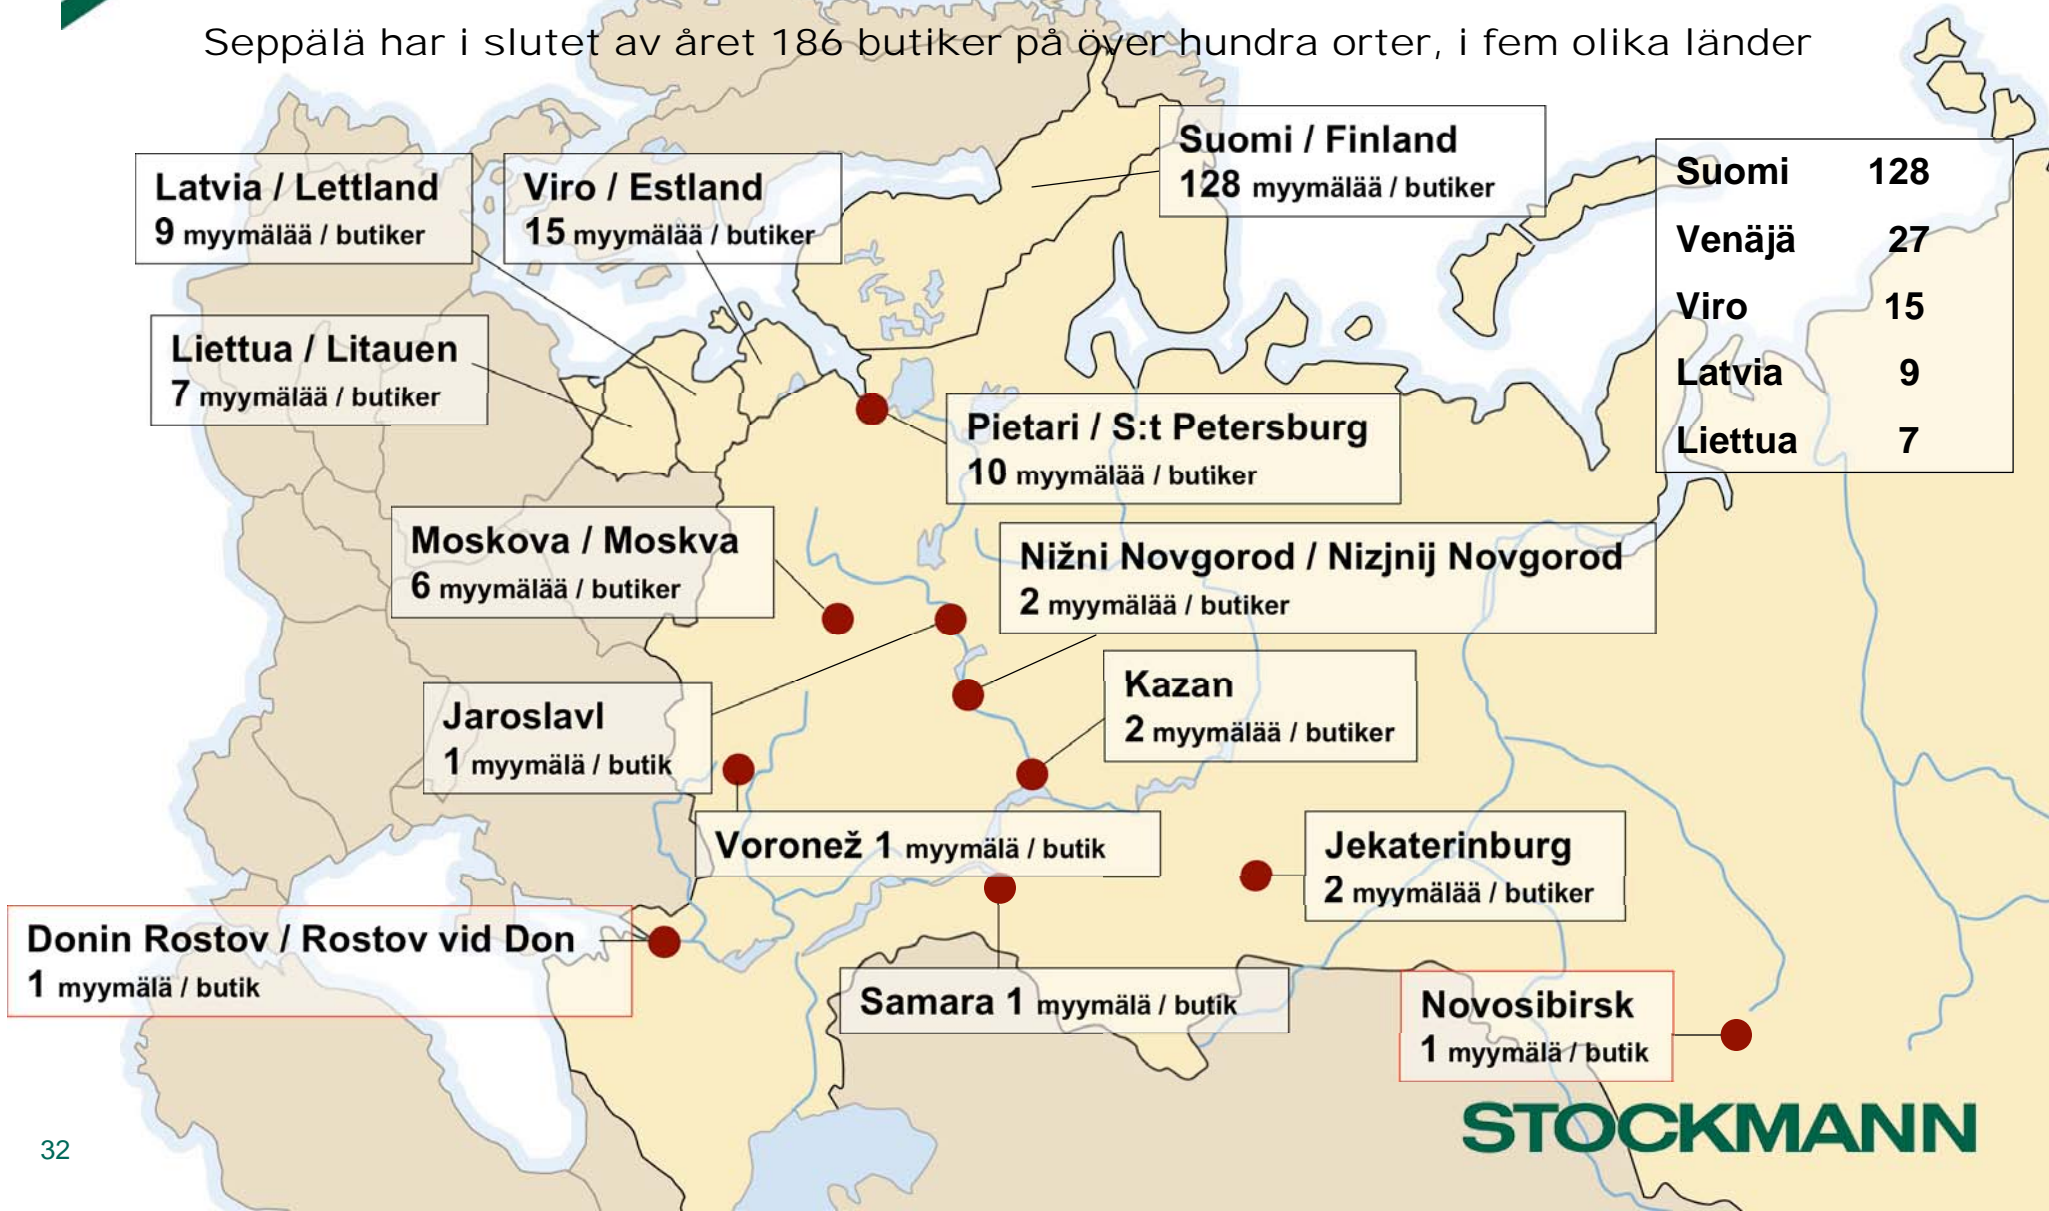 Seppälä har i slutet av året 186 butiker på över hundra orter, i fem olika länder
Suomi / Finland
128 myymälää / butiker
Latvia / Lettland
9 myymälää / butiker
Viro / Estland
15 myymälää / butiker
Suomi 128
Venäjä 27
Viro 15
Latvia 9
Liettua 7
Liettua / Litauen
7 myymälää / butiker
Pietari / S:t Petersburg
10 myymälää / butiker
Moskova / Moskva
6 myymälää / butiker
Nižni Novgorod / Nizjnij Novgorod
2 myymälää / butiker
Kazan
2 myymälää / butiker
Jaroslavl
1 myymälä / butik
Voronež 1 myymälä / butik
Jekaterinburg
2 myymälää / butiker
Donin Rostov / Rostov vid Don
1 myymälä / butik
Samara 1 myymälä / butik
Novosibirsk
1 myymälä / butik
STOCKMANN
32